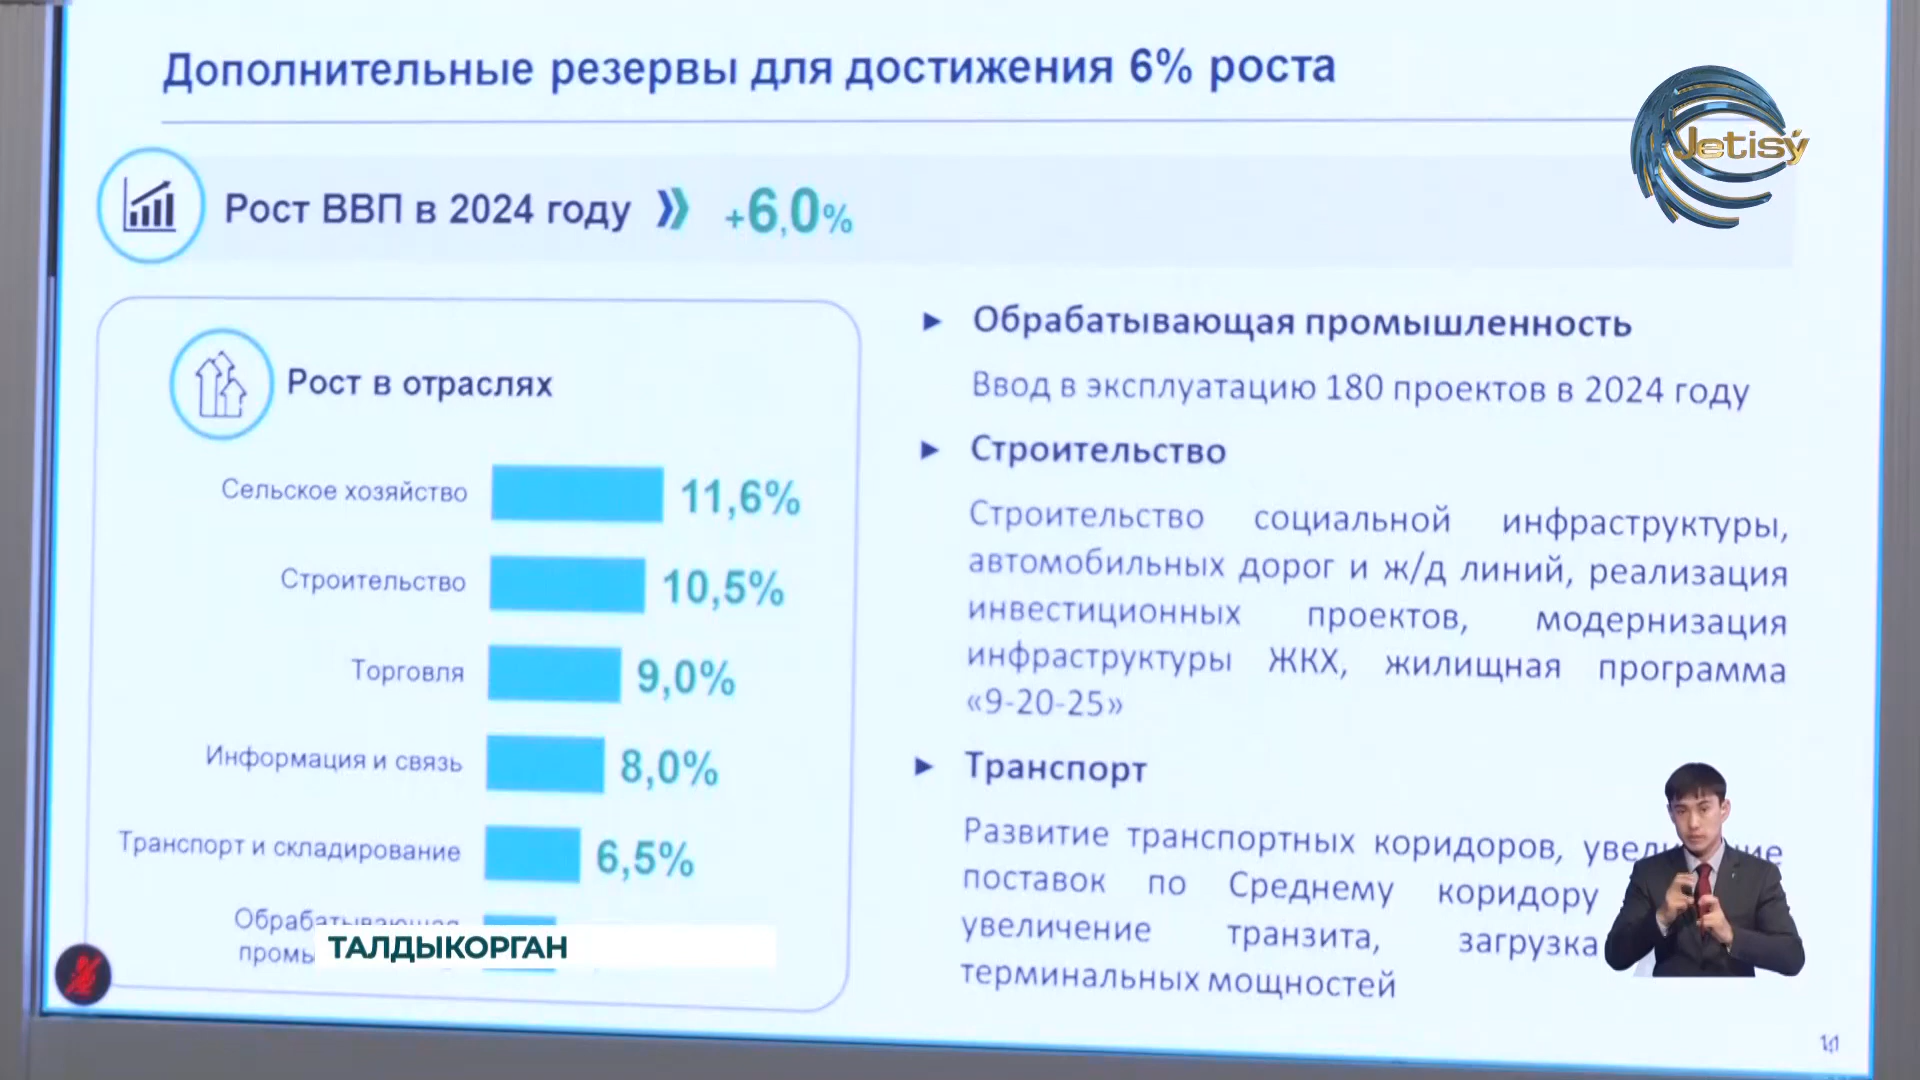 Дополнительные резервы для достижения 6% роста
Jetisý
Рост ВВП в 2024 году
+6,0%
Рост в отраслях
Сельское хозяйство 11,6%
Строительство 10,5%
Торговля 9,0%
Информация и связь 8,0%
Транспорт и складирование 6,5%
Обрабатывающая
ТАЛДЫКОРГАН
Обрабатывающая промышленность
Ввод в эксплуатацию 180 проектов в 2024 году
Строительство
Строительство социальной инфраструктуры,
автомобильных дорог и ж/д линий, реализация
инвестиционных проектов, модернизация
инфраструктуры ЖКХ, жилищная программа
«9-20-25»
Транспорт
Развитие транспортных коридоров,
поставок по Среднему коридору
увеличение транзита, загрузка
терминальных мощностей